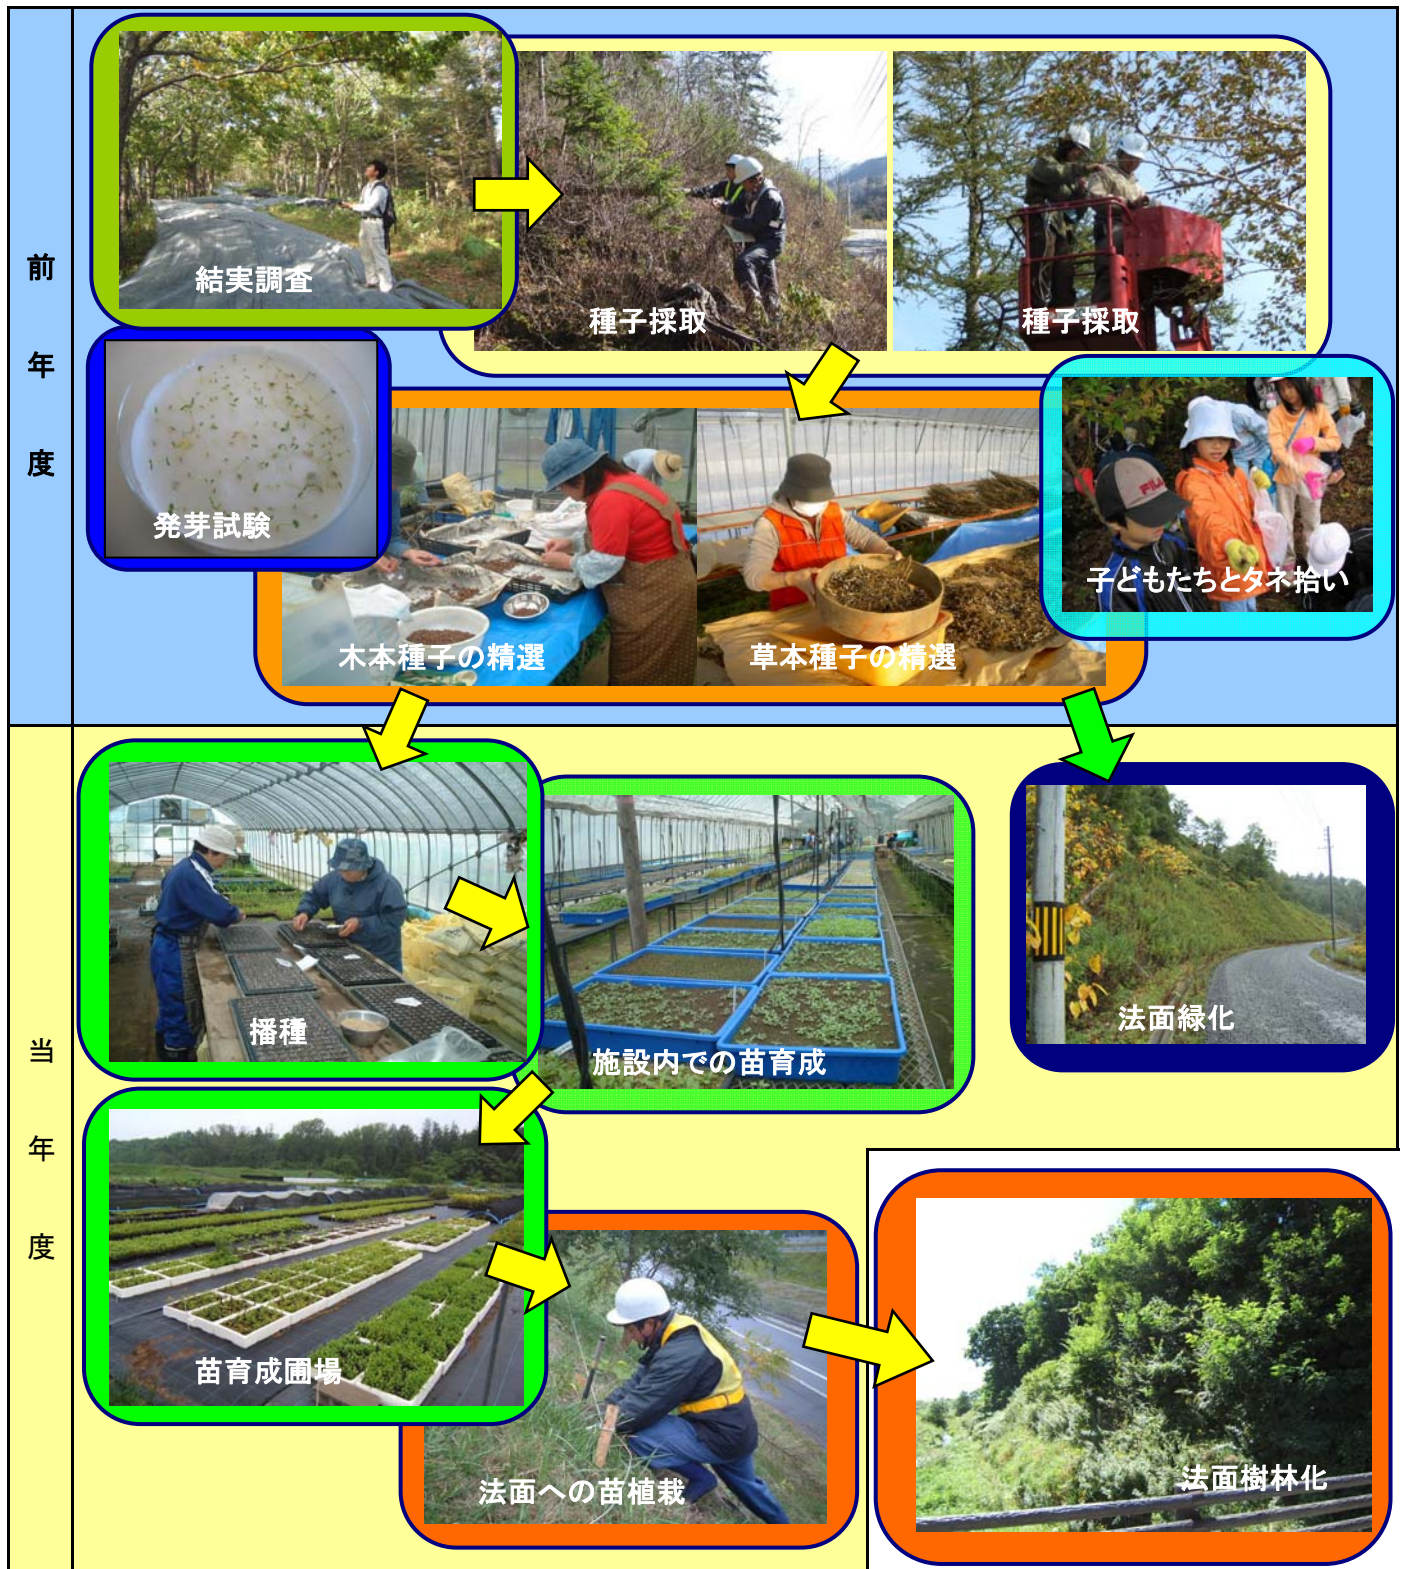 前年度
結実調査
種子採取
種子採取
発芽試験
FILA
子どもたちとタネ拾い
木本種子の精選
草本種子の精選
当年度
播種
施設内での苗育成
法面緑化
苗育成圃場
法面への苗植栽
法面樹林化